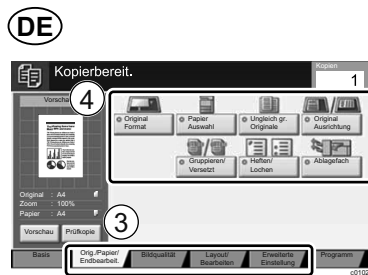 DE
Kopierbereit.
Kopien
1
Vorscha
4
Original
Format
Papier
Auswahl
Ungleich gr.
Originale
Original
Ausrichtung
Gruppieren/
Versetzt
Heften/
Lochen
Ablagefach
Original : A4
Zoom : 100%
Papier : A4
Vorschau
Prüfkopie
3
Basis
Orig./Papier/
Endbearbeit.
Bildqualität
Layout/
Bearbeiten
Erweiterte
Einstellung
Programm
c0102